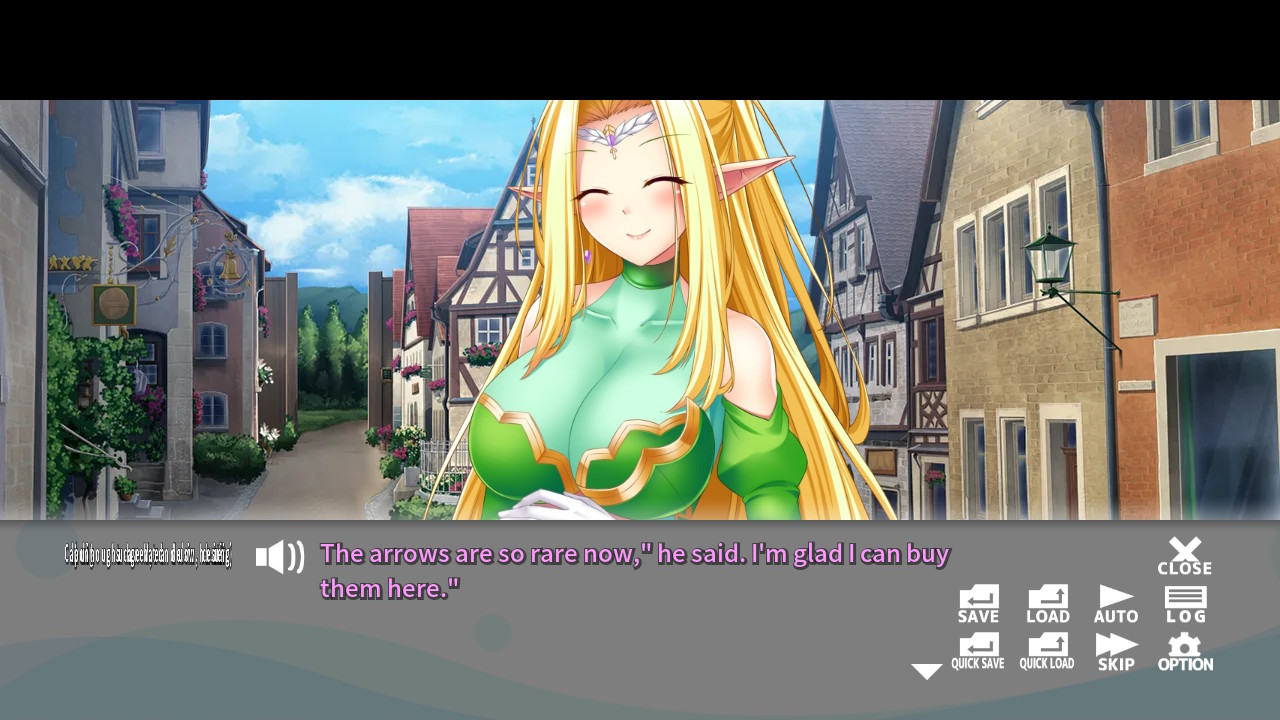 The arrows are so rare now," he said. I'm glad I can buy
them here."
CLOSE
SAVE
LOAD
AUTO
LOG
QUICK SAVE
QUICK LOAD
SKIP
OPTION